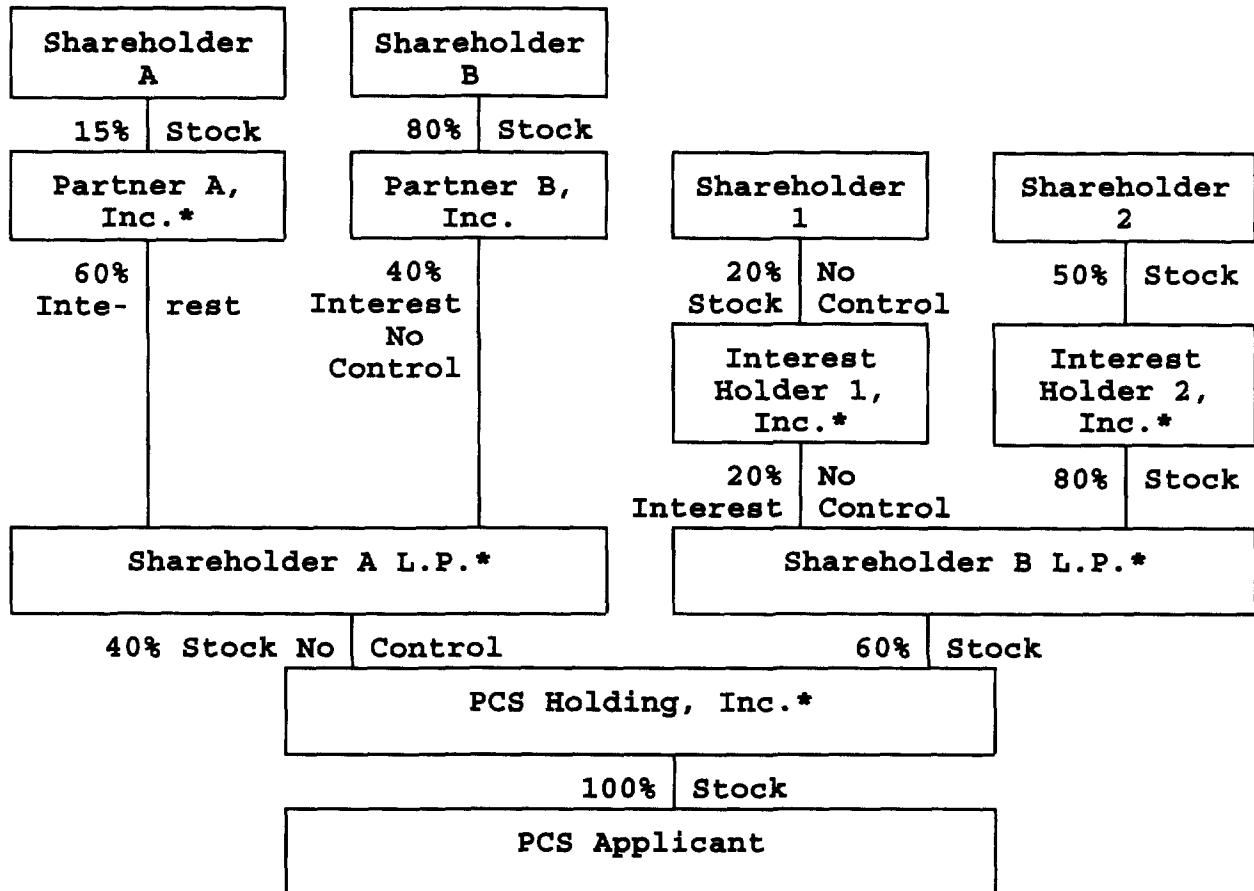 Shareholder
A
Shareholder
B
15% Stock
80% Stock
Partner A,
Inc.*
Partner B,
Inc.
Shareholder
1
Shareholder
2
60%
Inte- rest
40%
Interest
No
Control
20% No
Stock Control
50% Stock
Interest
Holder 1,
Inc.*
Interest
Holder 2,
Inc.*
20% No
Interest Control
80% Stock
Shareholder A L.P.*
Shareholder B L.P.*
40% Stock No Control
60% Stock
PCS Holding, Inc.*
100% Stock
PCS Applicant